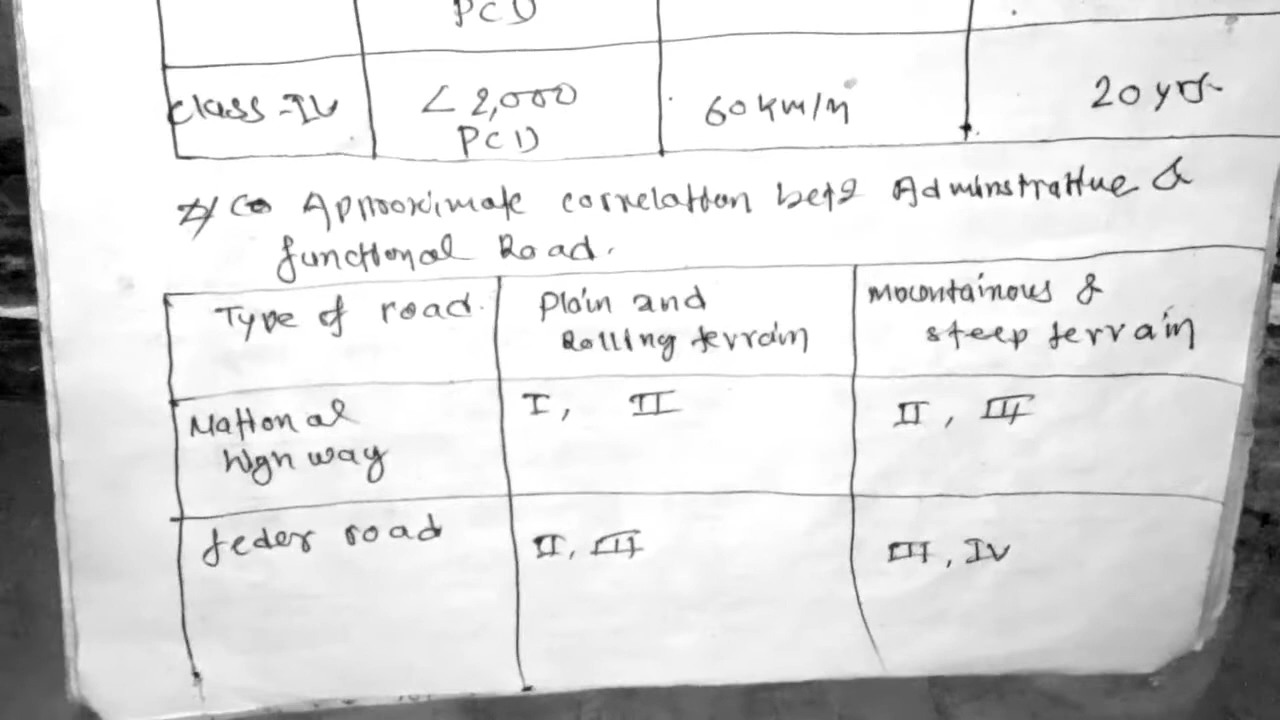 PCU
Class-IV < 2,000 60 km/h 20 yrs
PCU
Approximate correlation betn Adminstrative &
functional Road.
Type of road. Plain and Mountainous &
Rolling terrain steep terrain
National I, II II, III
high way
feder road II, III III, IV